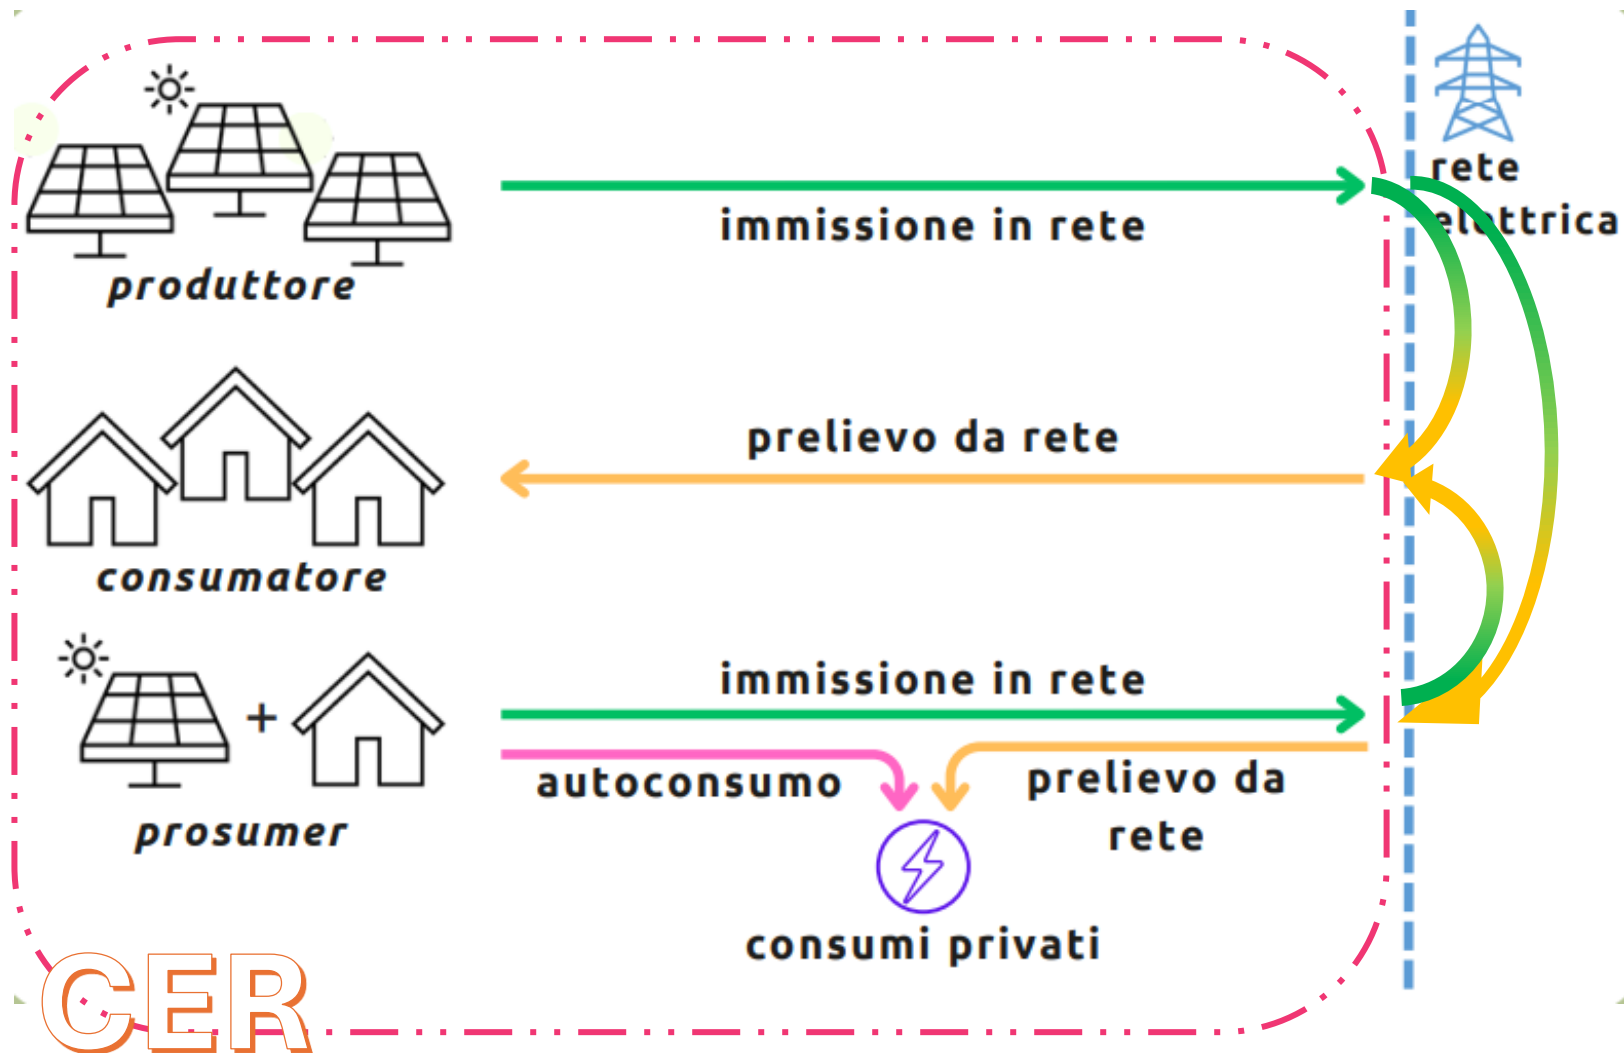 rete
elettrica
immissione in rete
produttore
prelievo da rete
consumatore
immissione in rete
+
autoconsumo
prelievo da
rete
prosumer
consumi privati
CER